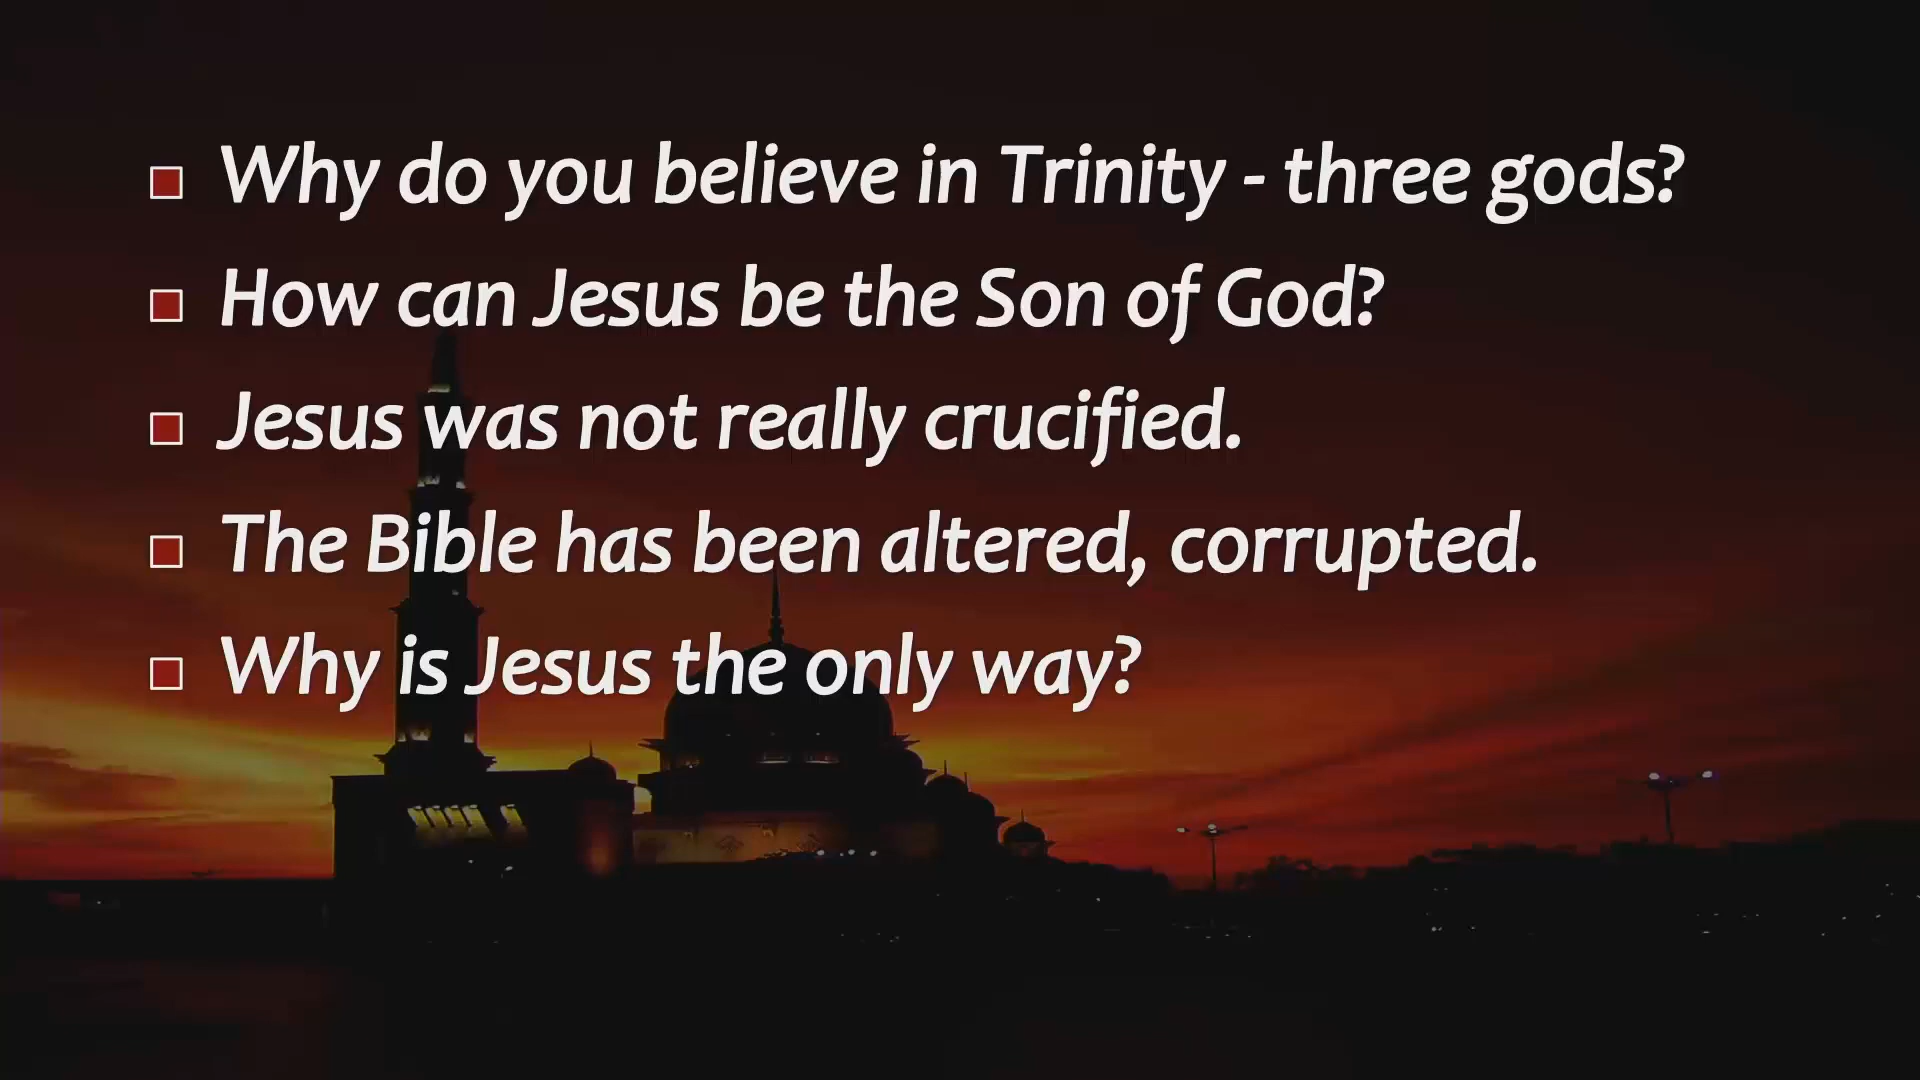 Why do you believe in Trinity - three gods?
How can Jesus be the Son of God?
Jesus was not really crucified.
The Bible has been altered, corrupted.
Why is Jesus the only way?